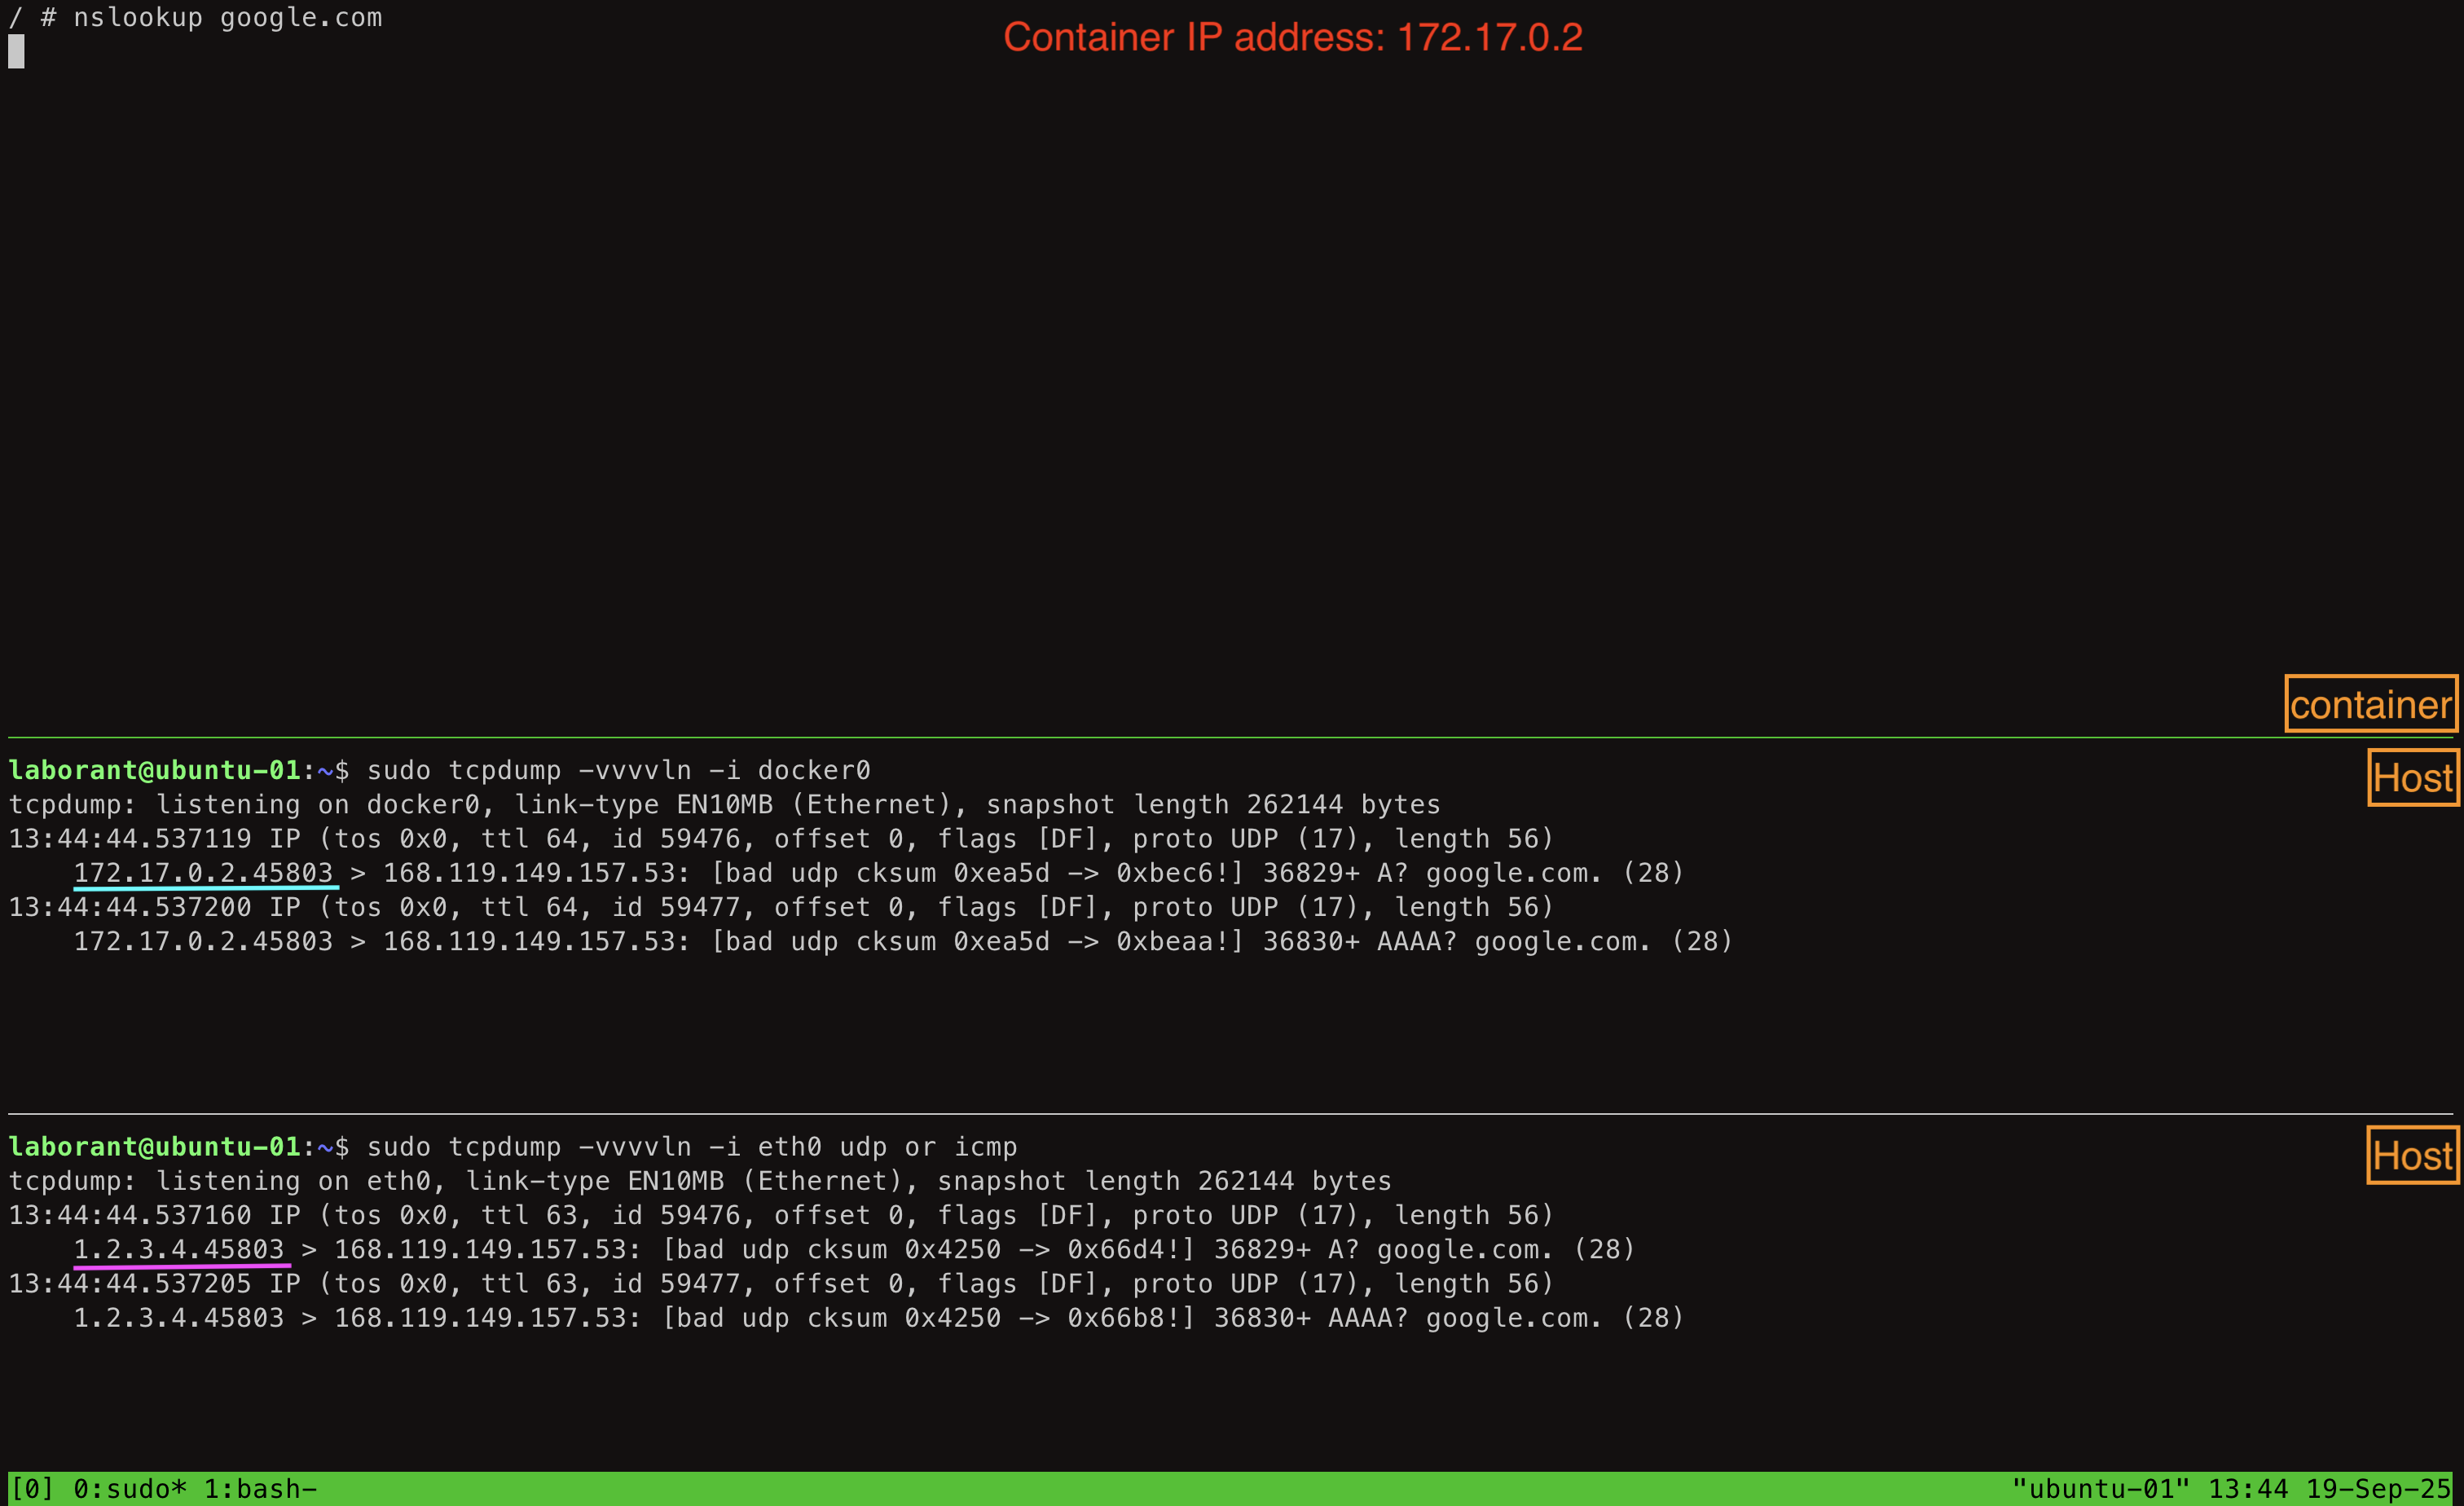 / # nslookup google.com
Container IP address: 172.17.0.2
container
laborant@ubuntu-01:~$ sudo tcpdump -vvvvln -i docker0
Host
tcpdump: listening on docker0, link-type EN10MB (Ethernet), snapshot length 262144 bytes
13:44:44.537119 IP (tos 0x0, ttl 64, id 59476, offset 0, flags [DF], proto UDP (17), length 56)
    172.17.0.2.45803 > 168.119.149.157.53: [bad udp cksum 0xea5d -> 0xbec6!] 36829+ A? google.com. (28)
13:44:44.537200 IP (tos 0x0, ttl 64, id 59477, offset 0, flags [DF], proto UDP (17), length 56)
    172.17.0.2.45803 > 168.119.149.157.53: [bad udp cksum 0xea5d -> 0xbeaa!] 36830+ AAAA? google.com. (28)
laborant@ubuntu-01:~$ sudo tcpdump -vvvvln -i eth0 udp or icmp
Host
tcpdump: listening on eth0, link-type EN10MB (Ethernet), snapshot length 262144 bytes
13:44:44.537160 IP (tos 0x0, ttl 63, id 59476, offset 0, flags [DF], proto UDP (17), length 56)
    1.2.3.4.45803 > 168.119.149.157.53: [bad udp cksum 0x4250 -> 0x66d4!] 36829+ A? google.com. (28)
13:44:44.537205 IP (tos 0x0, ttl 63, id 59477, offset 0, flags [DF], proto UDP (17), length 56)
    1.2.3.4.45803 > 168.119.149.157.53: [bad udp cksum 0x4250 -> 0x66b8!] 36830+ AAAA? google.com. (28)
[0] 0:sudo* 1:bash- "ubuntu-01" 13:44 19-Sep-25